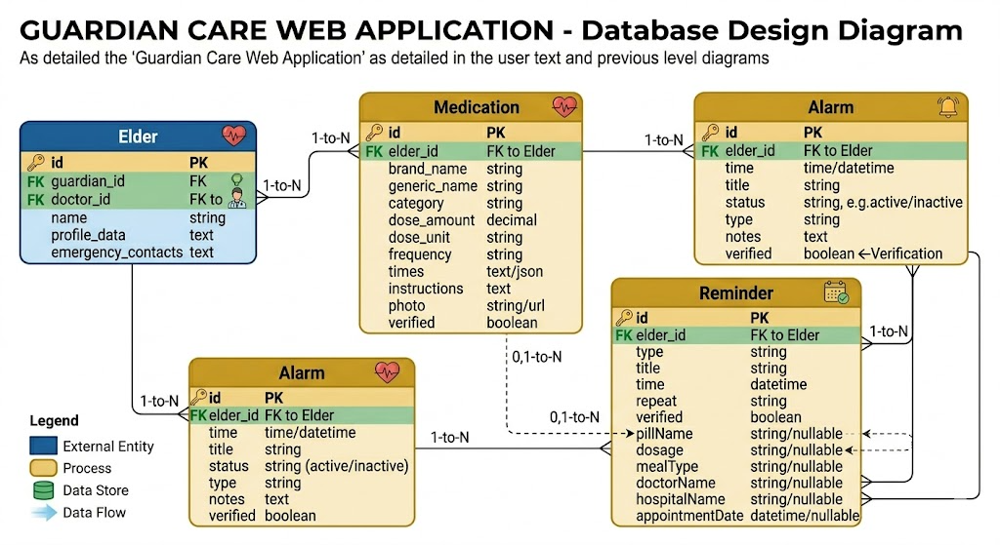 GUARDIAN CARE WEB APPLICATION - Database Design Diagram
As detailed the ‘Guardian Care Web Application’ as detailed in the user text and previous level diagrams
Elder
id PK
FK guardian_id FK
FK doctor_id FK to
name string
profile_data text
emergency_contacts text
1-to-N
1-to-N
Medication
id PK
FK elder_id FK to Elder
brand_name string
generic_name string
category string
dose_amount decimal
dose_unit string
frequency string
times text/json
instructions text
photo string/url
verified boolean
1-to-N
Alarm
id PK
FK elder_id FK to Elder
time time/datetime
title string
status string, e.g.active/inactive
type string
notes text
verified boolean ←Verification
Reminder
id PK
FK elder_id FK to Elder
type string
title string
time datetime
repeat string
verified boolean
pillName string/nullable
dosage string/nullable
mealType string/nullable
doctorName string/nullable
hospitalName string/nullable
appointmentDate datetime/nullable
1-to-N
0,1-to-N
0,1-to-N
1-to-N
Alarm
id PK
FK elder_id FK to Elder
time time/datetime
title string
status string (active/inactive)
type string
notes text
verified boolean
1-to-N
Legend
External Entity
Process
Data Store
Data Flow